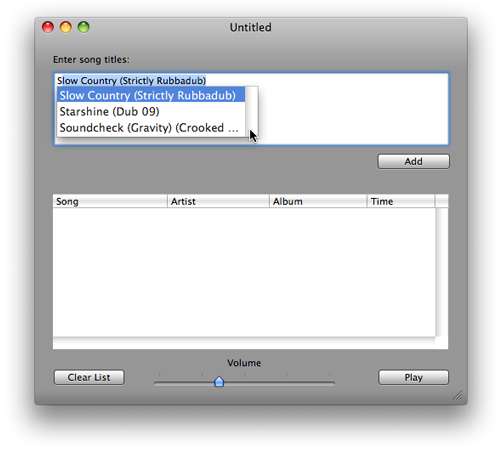 Untitled
Enter song titles:
Slow Country (Strictly Rubbadub)
Slow Country (Strictly Rubbadub)
Starshine (Dub 09)
Soundcheck (Gravity) (Crooked ...
Add
Song Artist Album Time
Volume
Clear List Play